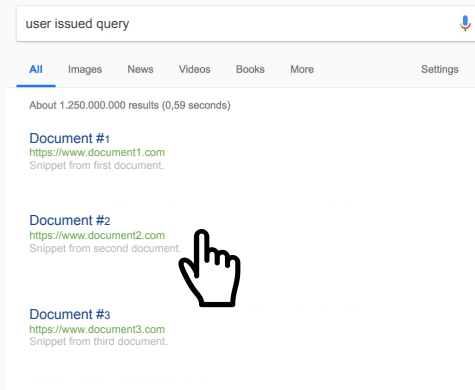 user issued query
All Images News Videos Books More Settings
About 1.250.000.000 results (0,59 seconds)
Document #1
https://www.document1.com
Snippet from first document.
Document #2
https://www.document2.com
Snippet from second document.
Document #3
https://www.document3.com
Snippet from third document.